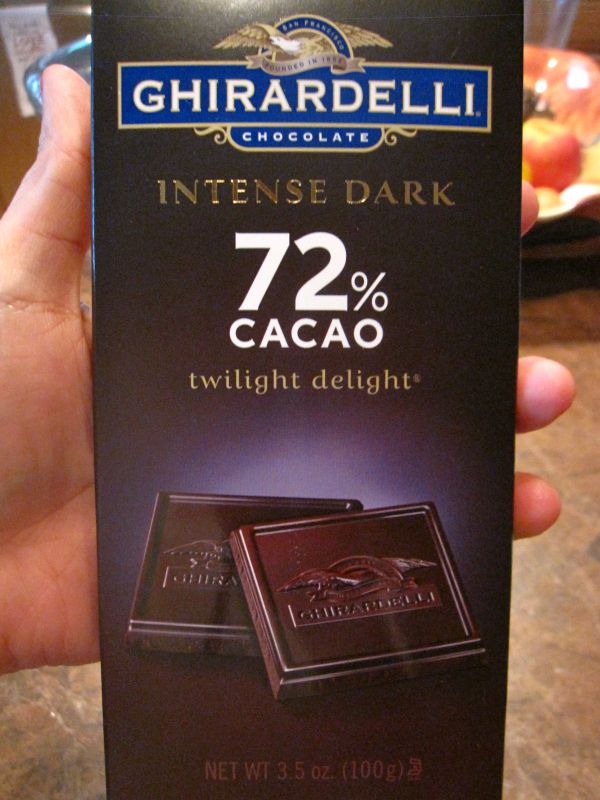 SAN FRANCISCO
FOUNDED IN 1852
GHIRARDELLI
CHOCOLATE
INTENSE DARK
72%
CACAO
twilight delight®
GHIRA
GHIRARDELLI
NET WT 3.5 oz. (100g)